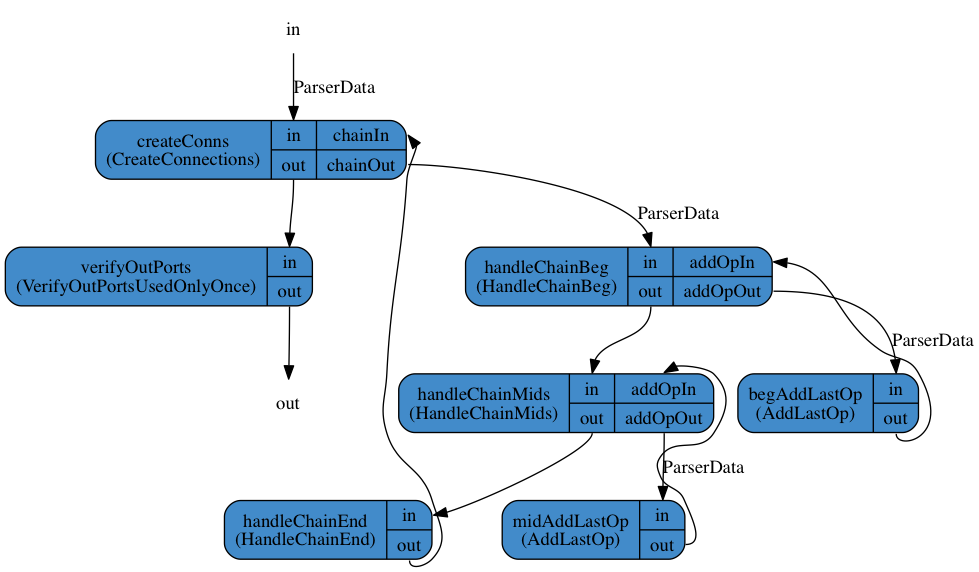 in
ParserData
createConns
(CreateConnections)
in
chainIn
out
chainOut
ParserData
verifyOutPorts
(VerifyOutPortsUsedOnlyOnce)
in
out
handleChainBeg
(HandleChainBeg)
in
addOpIn
out
addOpOut
ParserData
out
handleChainMids
(HandleChainMids)
in
addOpIn
out
addOpOut
begAddLastOp
(AddLastOp)
in
out
ParserData
handleChainEnd
(HandleChainEnd)
in
out
midAddLastOp
(AddLastOp)
in
out